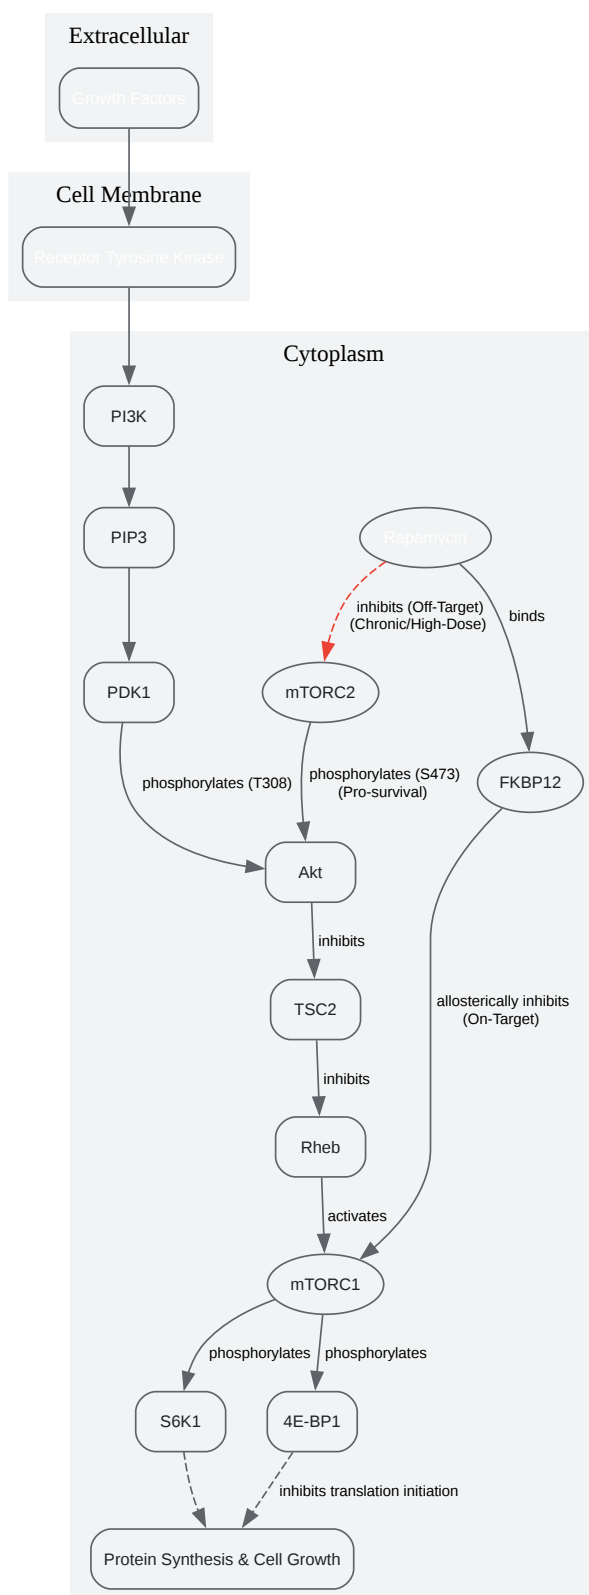 Extracellular
Growth Factors
Cell Membrane
Receptor Tyrosine Kinase
Cytoplasm
PI3K
PIP3
Rapamycin
inhibits (Off-Target)
(Chronic/High-Dose)
binds
PDK1
mTORC2
phosphorylates (T308)
phosphorylates (S473)
(Pro-survival)
FKBP12
Akt
inhibits
TSC2
allosterically inhibits
(On-Target)
inhibits
Rheb
activates
mTORC1
phosphorylates
phosphorylates
S6K1
4E-BP1
inhibits translation initiation
Protein Synthesis & Cell Growth